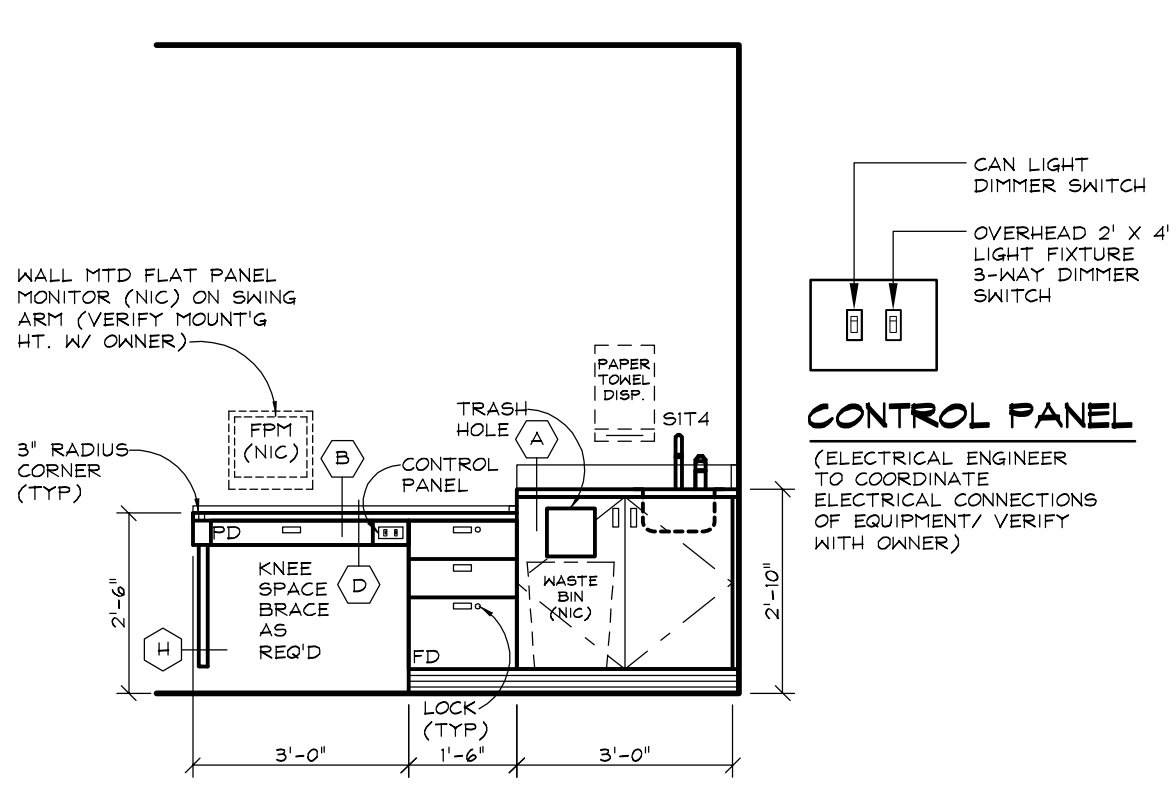 CAN LIGHT
DIMMER SWITCH
OVERHEAD 2' X 4'
LIGHT FIXTURE
3-WAY DIMMER
SWITCH
WALL MTD FLAT PANEL
MONITOR (NIC) ON SWING
ARM (VERIFY MOUNT'G
HT. W/ OWNER)
PAPER
TOWEL
DISP.
CONTROL PANEL
(ELECTRICAL ENGINEER
TO COORDINATE
ELECTRICAL CONNECTIONS
OF EQUIPMENT/ VERIFY
WITH OWNER)
TRASH
HOLE
S1T4
A
FPM
(NIC)
B
3" RADIUS
CORNER
(TYP)
CONTROL
PANEL
PD
KNEE
SPACE
BRACE
AS
REQ'D
D
WASTE
BIN
(NIC)
2'-6"
2'-10"
H
FD
LOCK
(TYP)
3'-0"
1'-6"
3'-0"